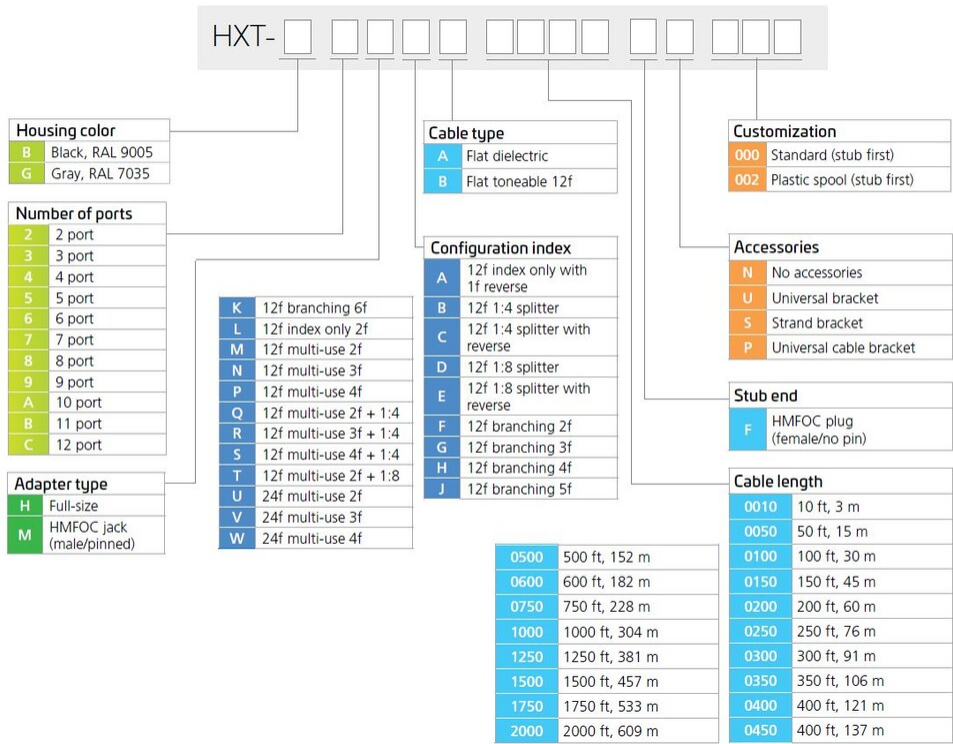 HXT-
Housing color
B Black, RAL 9005
G Gray, RAL 7035
Number of ports
2 2 port
3 3 port
4 4 port
5 5 port
6 6 port
7 7 port
8 8 port
9 9 port
A 10 port
B 11 port
C 12 port
Adapter type
H Full-size
M HMFOC jack
(male/pinned)
K 12f branching 6f
L 12f index only 2f
M 12f multi-use 2f
N 12f multi-use 3f
P 12f multi-use 4f
Q 12f multi-use 2f + 1:4
R 12f multi-use 3f + 1:4
S 12f multi-use 4f + 1:4
T 12f multi-use 2f + 1:8
U 24f multi-use 2f
V 24f multi-use 3f
W 24f multi-use 4f
Cable type
A Flat dielectric
B Flat toneable 12f
Configuration index
A 12f index only with
1f reverse
B 12f 1:4 splitter
C 12f 1:4 splitter with
reverse
D 12f 1:8 splitter
E 12f 1:8 splitter with
reverse
F 12f branching 2f
G 12f branching 3f
H 12f branching 4f
J 12f branching 5f
0500 500 ft, 152 m
0600 600 ft, 182 m
0750 750 ft, 228 m
1000 1000 ft, 304 m
1250 1250 ft, 381 m
1500 1500 ft, 457 m
1750 1750 ft, 533 m
2000 2000 ft, 609 m
Customization
000 Standard (stub first)
002 Plastic spool (stub first)
Accessories
N No accessories
U Universal bracket
S Strand bracket
P Universal cable bracket
Stub end
F HMFOC plug
(female/no pin)
Cable length
0010 10 ft, 3 m
0050 50 ft, 15 m
0100 100 ft, 30 m
0150 150 ft, 45 m
0200 200 ft, 60 m
0250 250 ft, 76 m
0300 300 ft, 91 m
0350 350 ft, 106 m
0400 400 ft, 121 m
0450 400 ft, 137 m